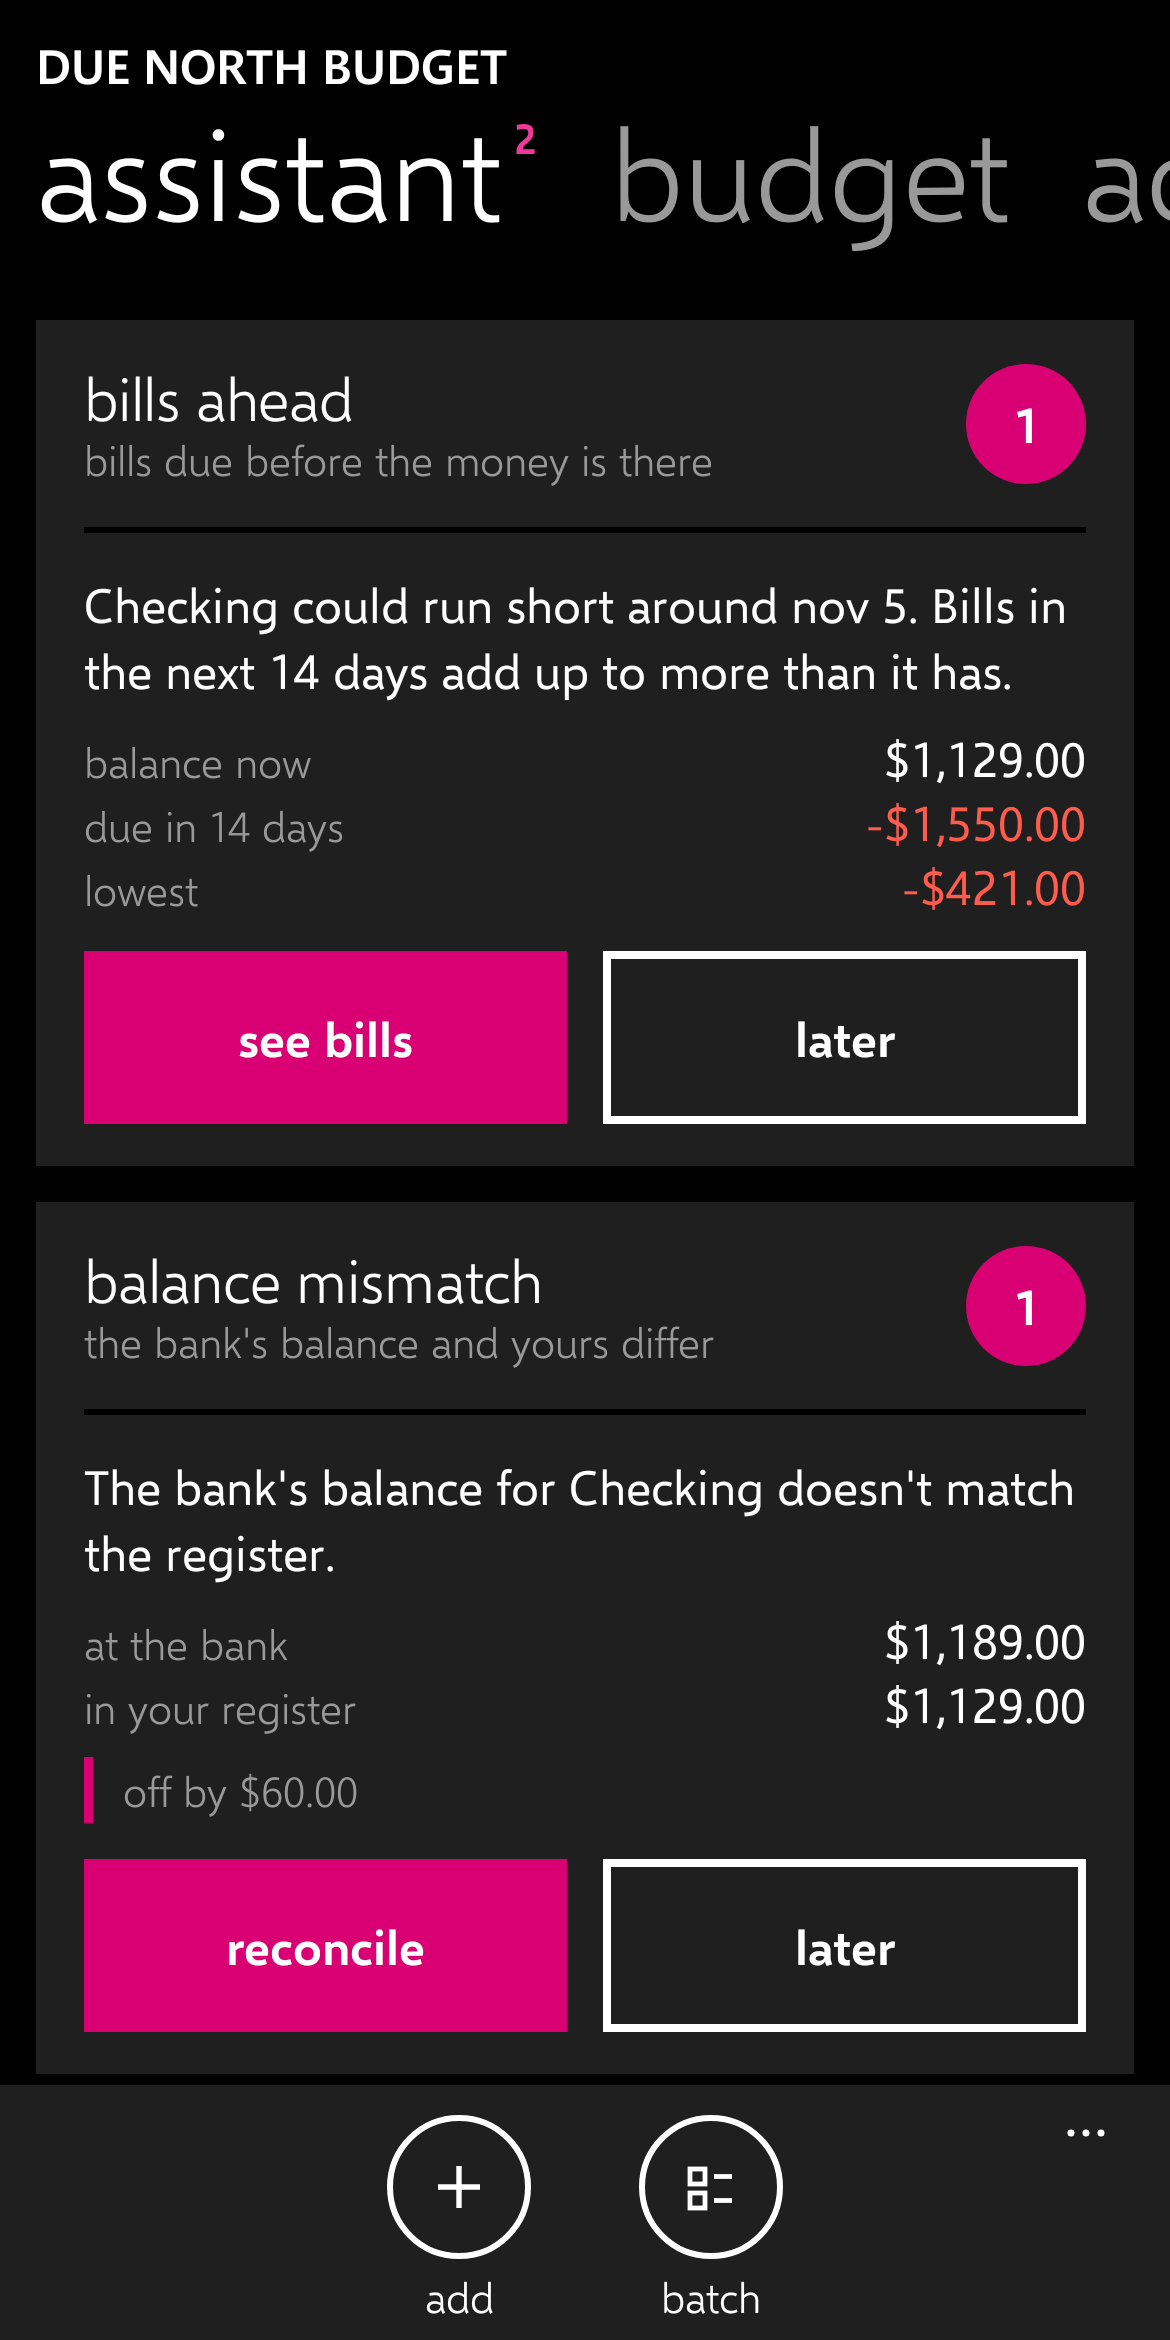 DUE NORTH BUDGET
assistant 2 budget
bills ahead
1
bills due before the money is there
Checking could run short around nov 5. Bills in
the next 14 days add up to more than it has.
balance now $1,129.00
due in 14 days -$1,550.00
lowest -$421.00
see bills later
balance mismatch
1
the bank's balance and yours differ
The bank's balance for Checking doesn't match
the register.
at the bank $1,189.00
in your register $1,129.00
off by $60.00
reconcile later
...
add batch